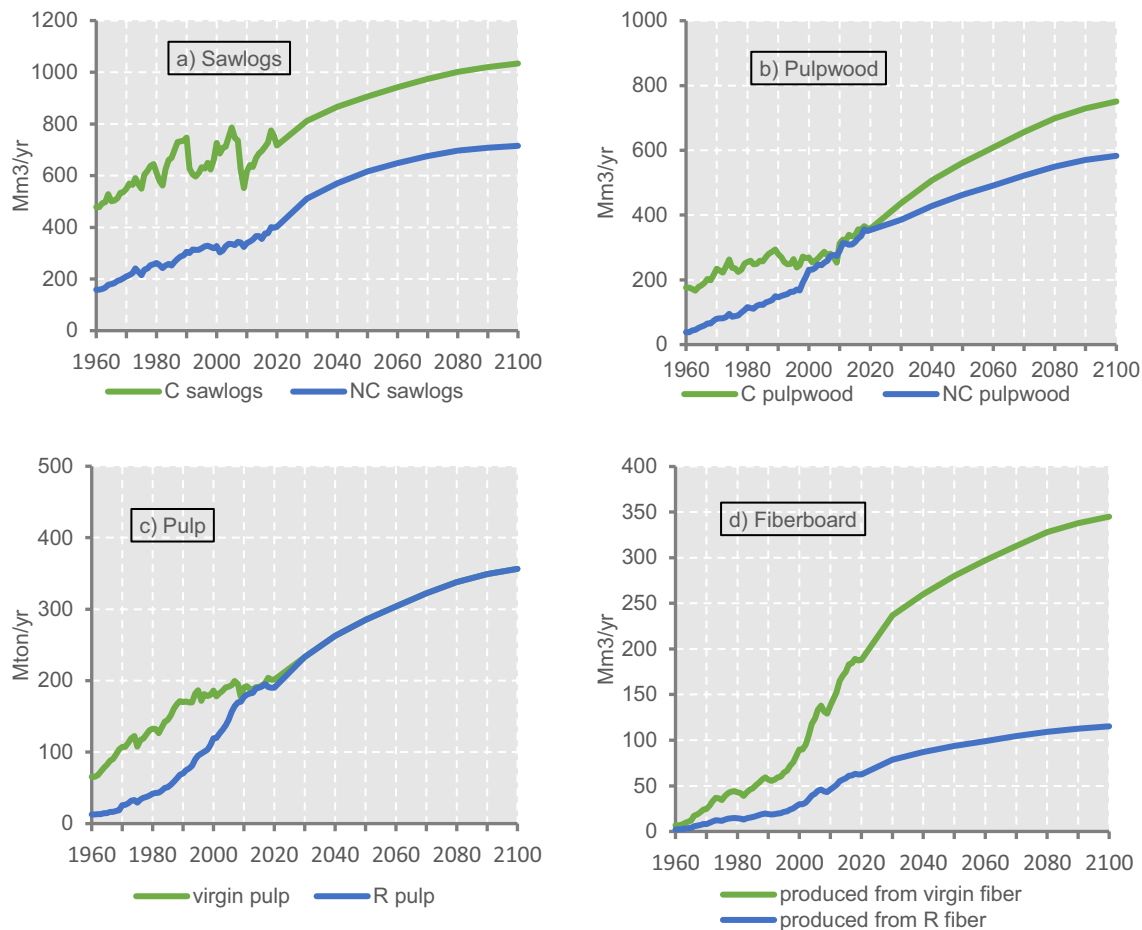 a) Sawlogs
Mm3/yr
1200
1000
800
600
400
200
0
1960 1980 2000 2020 2040 2060 2080 2100
C sawlogs NC sawlogs
b) Pulpwood
Mm3/yr
1000
800
600
400
200
0
1960 1980 2000 2020 2040 2060 2080 2100
C pulpwood NC pulpwood
c) Pulp
Mton/yr
500
400
300
200
100
0
1960 1980 2000 2020 2040 2060 2080 2100
virgin pulp R pulp
d) Fiberboard
Mm3/yr
400
350
300
250
200
150
100
50
0
1960 1980 2000 2020 2040 2060 2080 2100
produced from virgin fiber
produced from R fiber